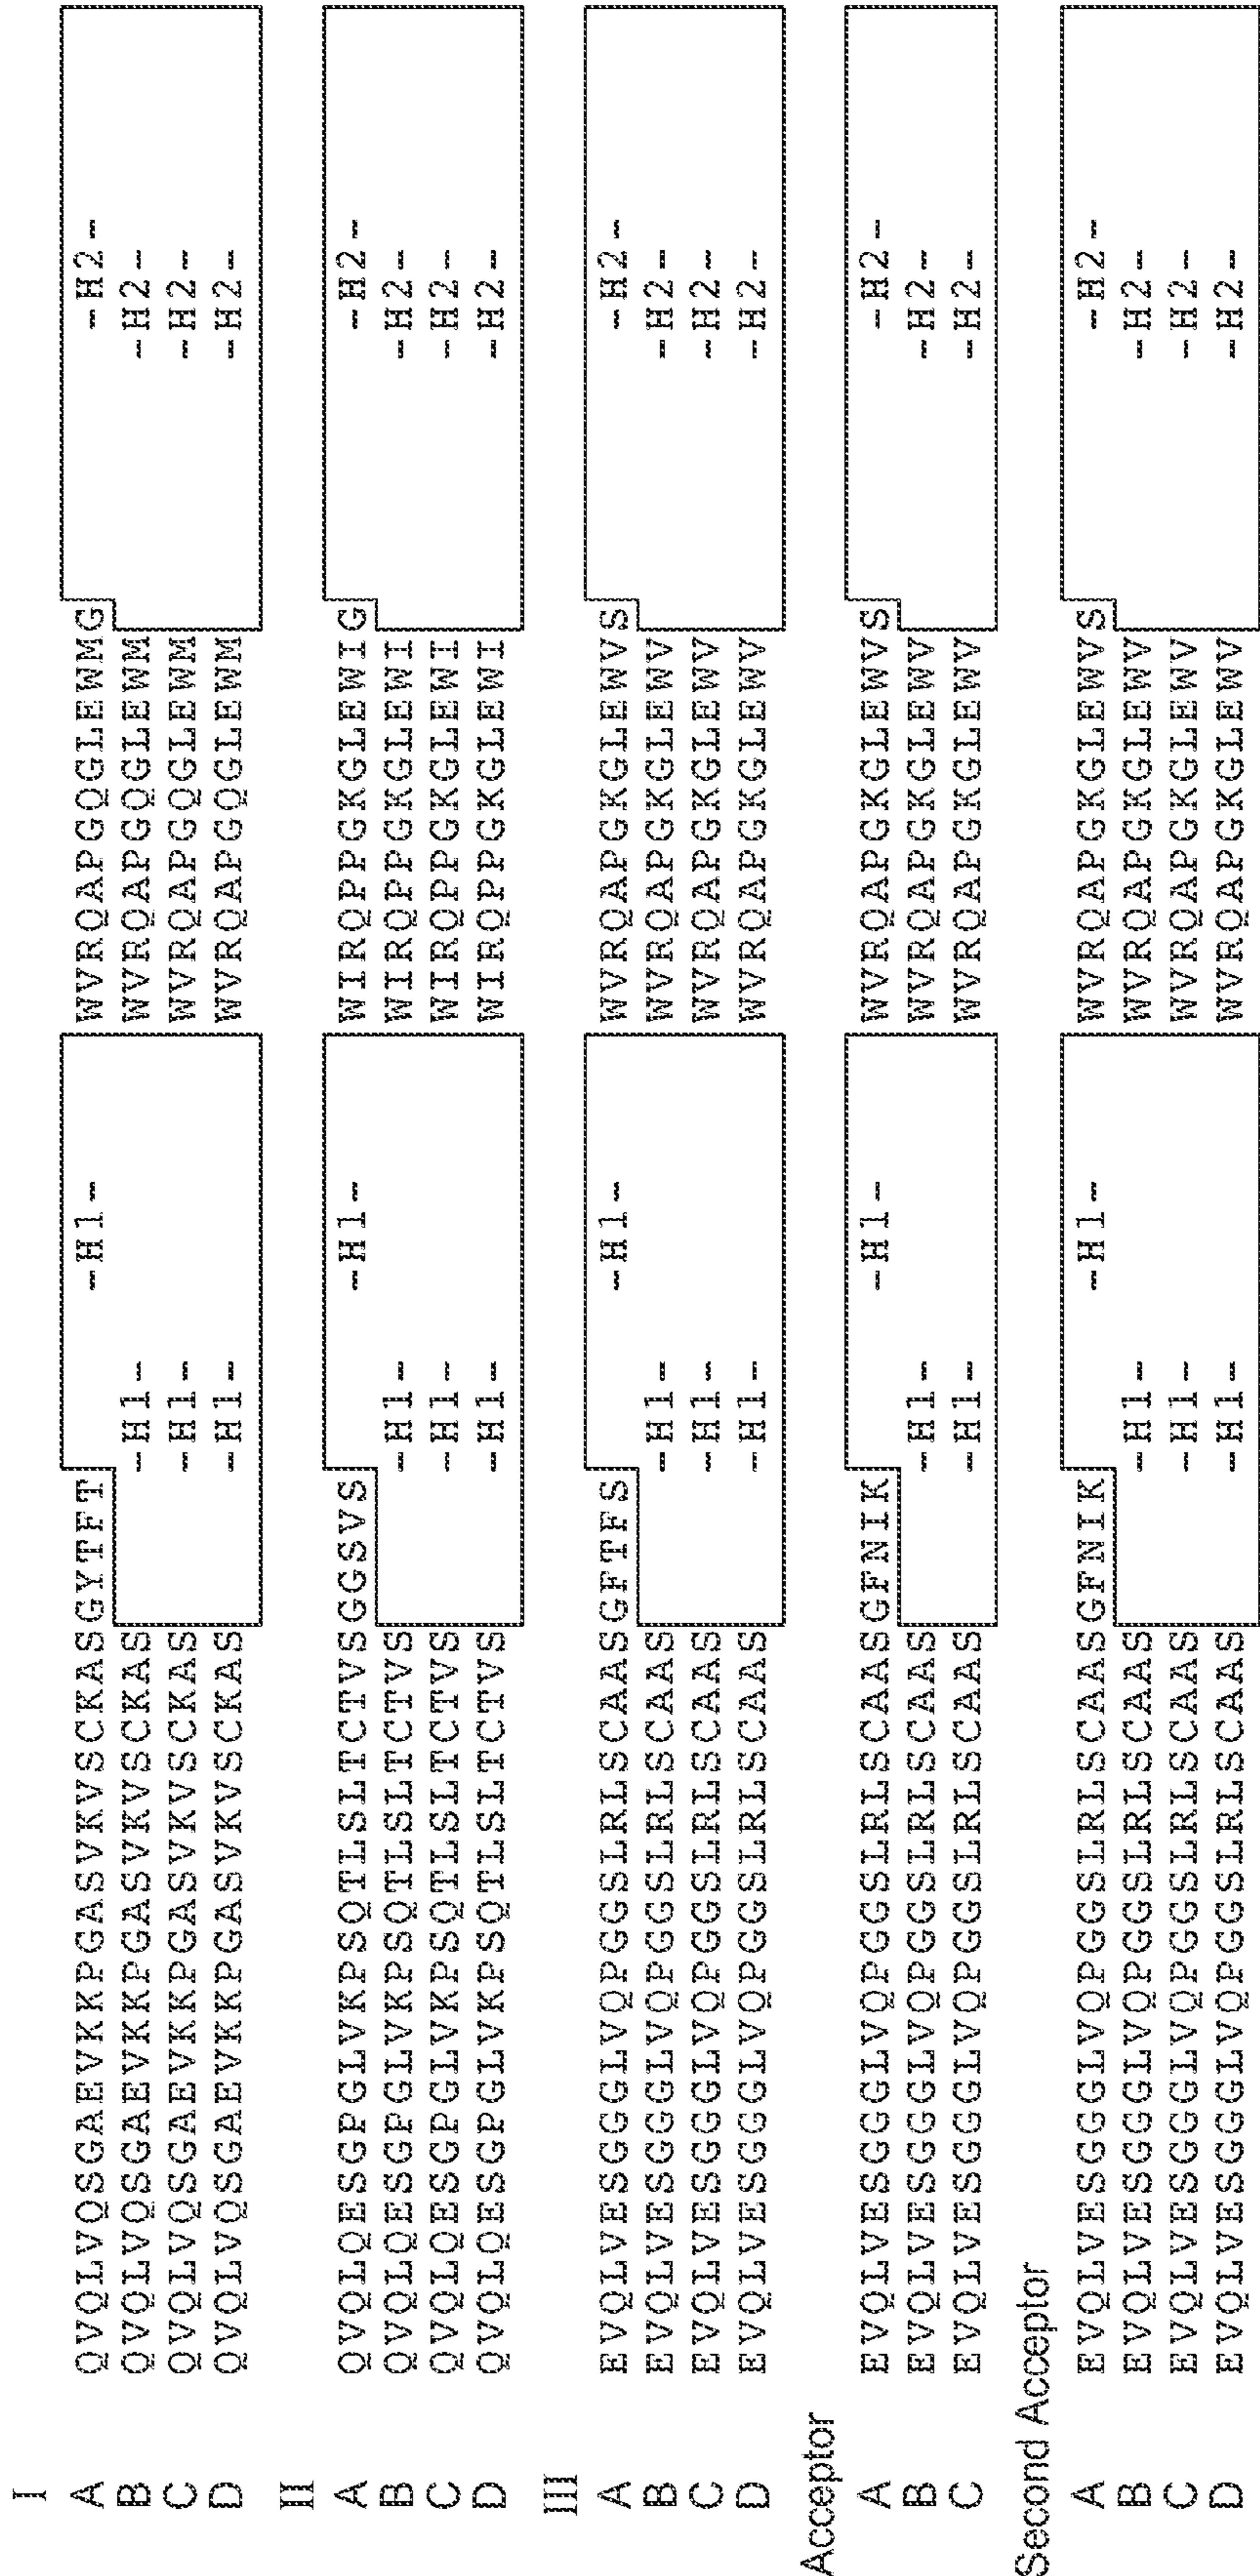 I
A QVQLVQSGAEVKKPGASVKVSCKASGYTFT -H1- WVRQAPGQGLEWMG -H2-
B QVQLVQSGAEVKKPGASVKVSCKAS -H1- WVRQAPGQGLEWM -H2-
C QVQLVQSGAEVKKPGASVKVSCKAS -H1- WVRQAPGQGLEWM -H2-
D QVQLVQSGAEVKKPGASVKVSCKAS -H1- WVRQAPGQGLEWM -H2-
II
A QVQLQESGPGLVKPSQTLSLTCTVSGGSVS -H1- WIRQPPGKGLEWIG -H2-
B QVQLQESGPGLVKPSQTLSLTCTVS -H1- WIRQPPGKGLEWI -H2-
C QVQLQESGPGLVKPSQTLSLTCTVS -H1- WIRQPPGKGLEWI -H2-
D QVQLQESGPGLVKPSQTLSLTCTVS -H1- WIRQPPGKGLEWI -H2-
III
A EVQLVESGGGLVQPGGSLRLSCAASGFTFS -H1- WVRQAPGKGLEWVS -H2-
B EVQLVESGGGLVQPGGSLRLSCAAS -H1- WVRQAPGKGLEWV -H2-
C EVQLVESGGGLVQPGGSLRLSCAAS -H1- WVRQAPGKGLEWV -H2-
D EVQLVESGGGLVQPGGSLRLSCAAS -H1- WVRQAPGKGLEWV -H2-
Acceptor
A EVQLVESGGGLVQPGGSLRLSCAASGFNIK -H1- WVRQAPGKGLEWVS -H2-
B EVQLVESGGGLVQPGGSLRLSCAAS -H1- WVRQAPGKGLEWV -H2-
C EVQLVESGGGLVQPGGSLRLSCAAS -H1- WVRQAPGKGLEWV -H2-
Second Acceptor
A EVQLVESGGGLVQPGGSLRLSCAASGFNIK -H1- WVRQAPGKGLEWVS -H2-
B EVQLVESGGGLVQPGGSLRLSCAAS -H1- WVRQAPGKGLEWV -H2-
C EVQLVESGGGLVQPGGSLRLSCAAS -H1- WVRQAPGKGLEWV -H2-
D EVQLVESGGGLVQPGGSLRLSCAAS -H1- WVRQAPGKGLEWV -H2-